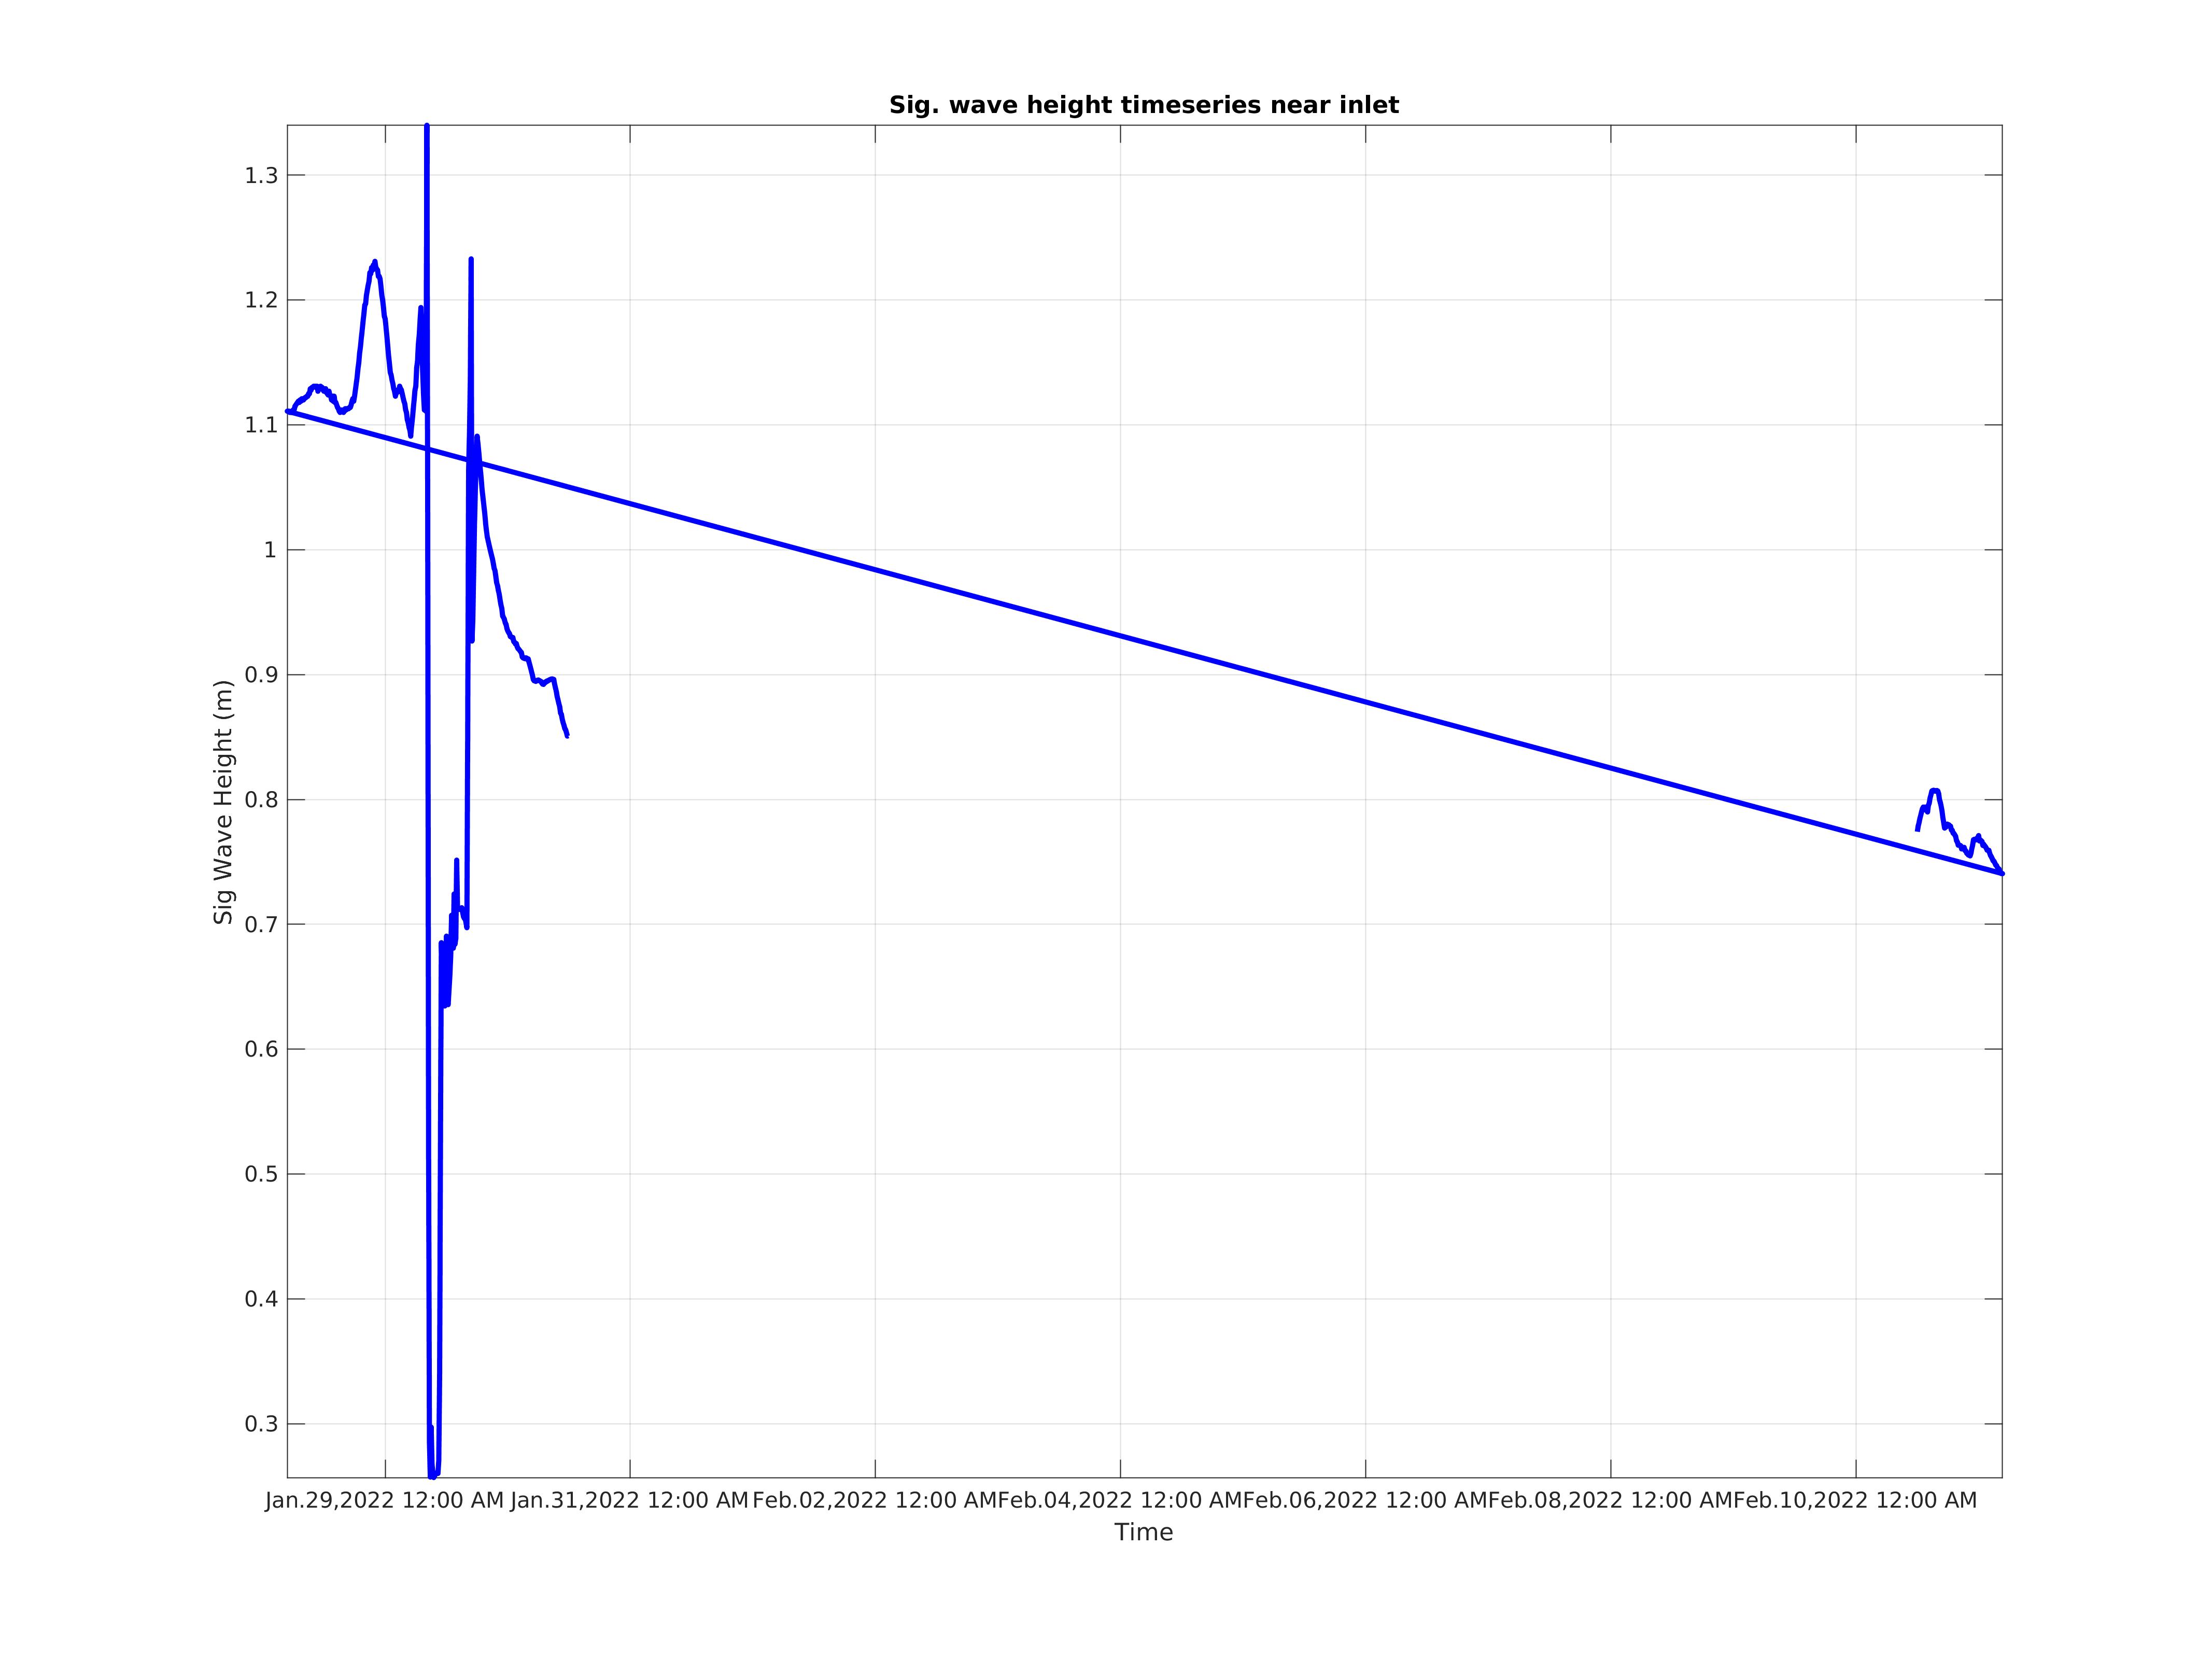 Sig. wave height timeseries near inlet
1.3
1.2
1.1
1
0.9
0.8
0.7
0.6
0.5
0.4
0.3
Sig Wave Height (m)
Jan.29,2022 12:00 AM Jan.31,2022 12:00 AM Feb.02,2022 12:00 AM Feb.04,2022 12:00 AM Feb.06,2022 12:00 AM Feb.08,2022 12:00 AM Feb.10,2022 12:00 AM
Time